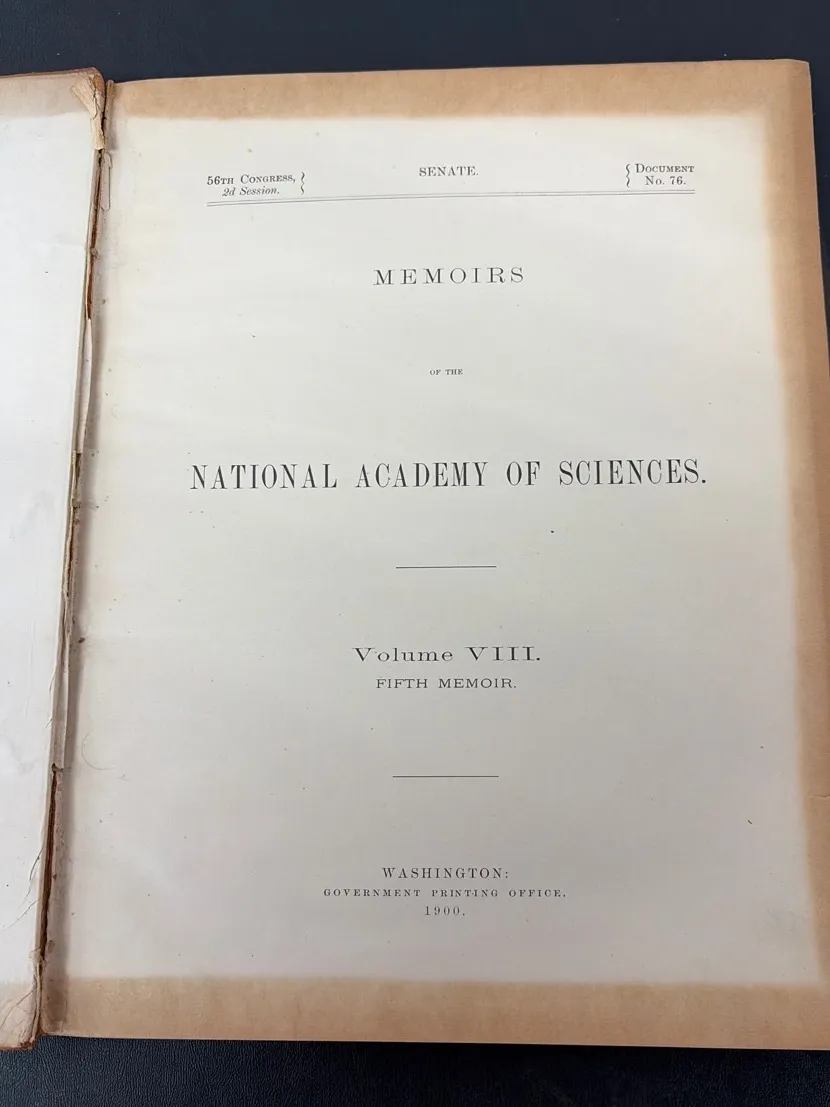 56TH CONGRESS, } SENATE. { DOCUMENT
2d Session. } { No. 76.
MEMOIRS
OF THE
NATIONAL ACADEMY OF SCIENCES.
Volume VIII.
FIFTH MEMOIR.
WASHINGTON:
GOVERNMENT PRINTING OFFICE.
1900.